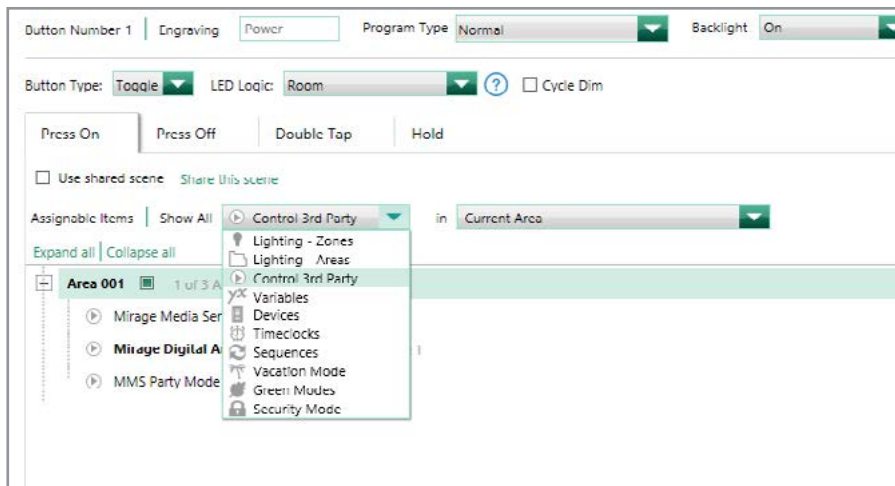 Button Number 1 Engraving Power Program Type Normal Backlight On
Button Type: Toggle LED Logic: Room ? Cycle Dim
Press On Press Off Double Tap Hold
Use shared scene Share this scene
Assignable Items Show All Control 3rd Party in Current Area
Lighting - Zones
Expand all Collapse all
Lighting Areas
Area 001 1 of 3 A
Control 3rd Party
Variables
Mirage Media Ser
Devices
Timeclocks
Mirage Digital A
Sequences
Vacation Mode
MMS Party Mode
Green Modes
Security Mode